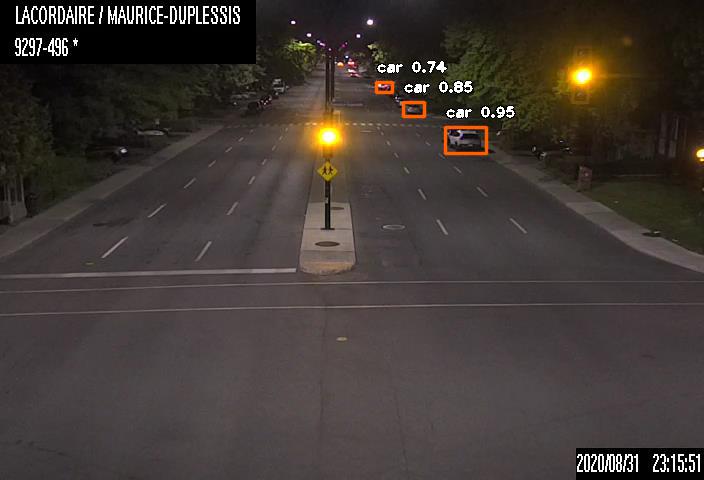 LACORDAIRE / MAURICE-DUPLESSIS
9297-496 *
car 0.74
car 0.85
car 0.95
2020/08/31 23:15:51